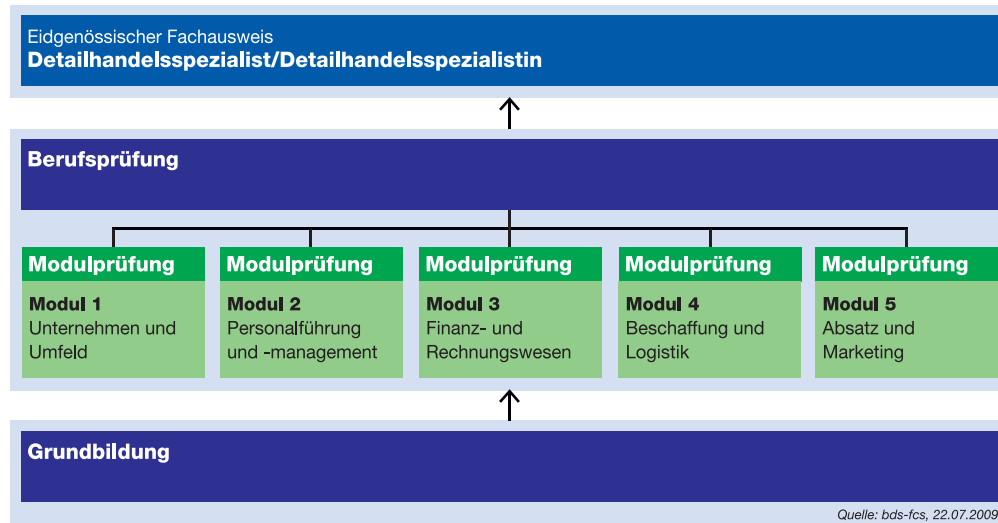 Eidgenössischer Fachausweis
Detailhandelsspezialist/Detailhandelsspezialistin
Berufsprüfung
Modulprüfung
Modul 1
Unternehmen und
Umfeld
Modulprüfung
Modul 2
Personalführung
und -management
Modulprüfung
Modul 3
Finanz- und
Rechnungswesen
Modulprüfung
Modul 4
Beschaffung und
Logistik
Modulprüfung
Modul 5
Absatz und
Marketing
Grundbildung
Quelle: bds-fcs, 22.07.2009